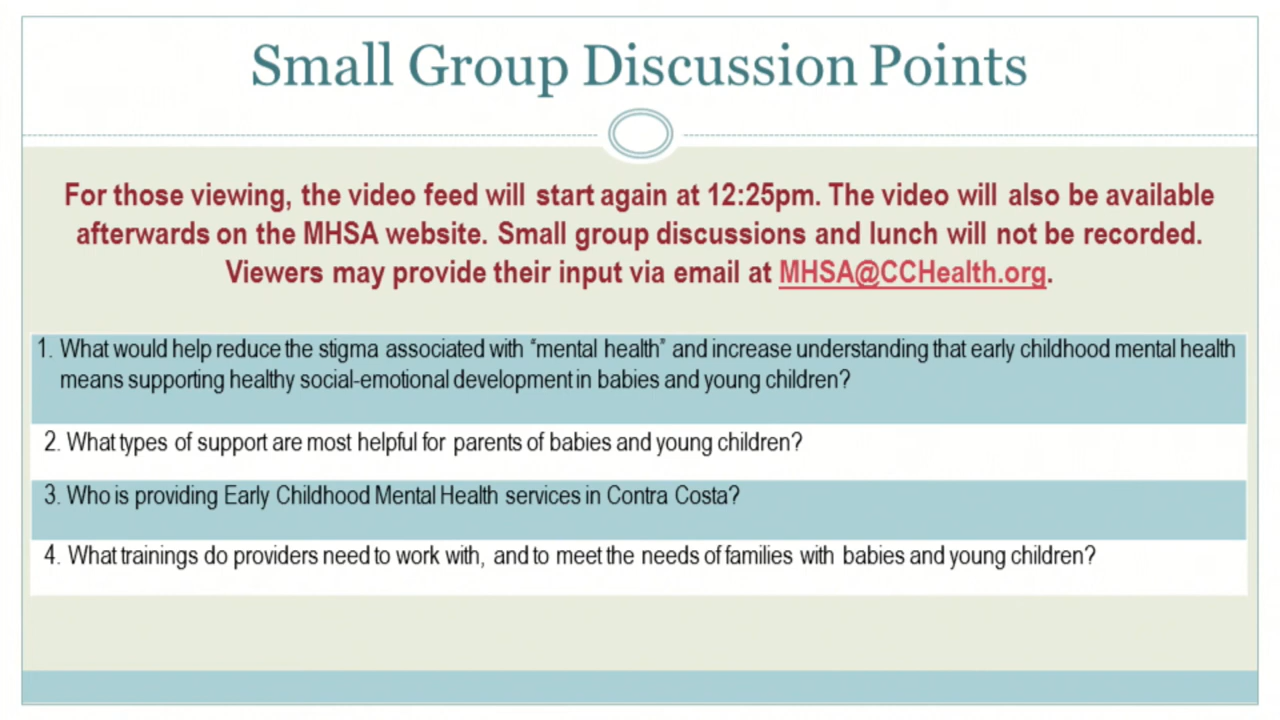 Small Group Discussion Points
For those viewing, the video feed will start again at 12:25pm. The video will also be available
afterwards on the MHSA website. Small group discussions and lunch will not be recorded.
Viewers may provide their input via email at MHSA@CCHealth.org.
1. What would help reduce the stigma associated with "mental health" and increase understanding that early childhood mental health
means supporting healthy social-emotional development in babies and young children?
2. What types of support are most helpful for parents of babies and young children?
3. Who is providing Early Childhood Mental Health services in Contra Costa?
4. What trainings do providers need to work with, and to meet the needs of families with babies and young children?